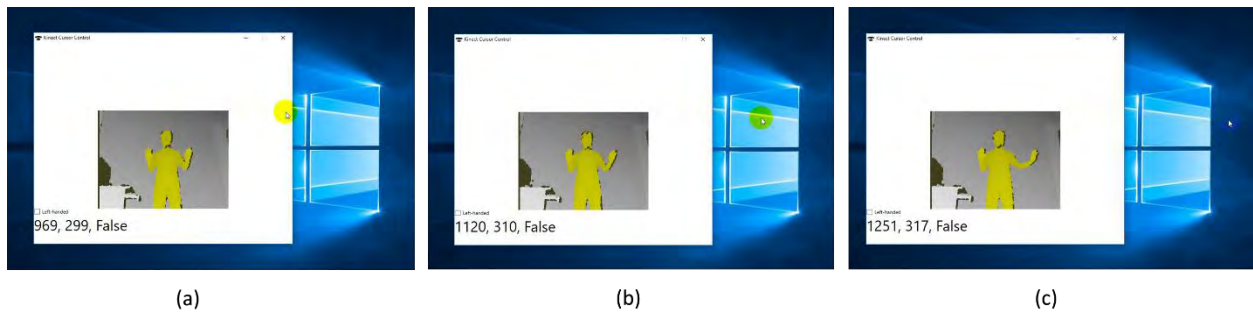 Kinect Cursor Control
Left-handed
969, 299, False
(a)
Kinect Cursor Control
Left-handed
1120, 310, False
(b)
Kinect Cursor Control
Left-handed
1251, 317, False
(c)